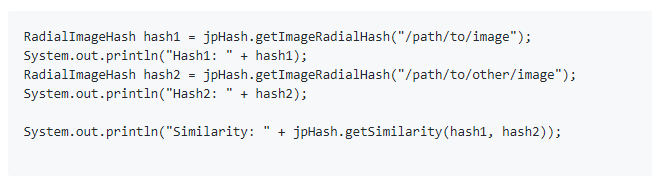 RadialImageHash hash1 = jpHash.getImageRadialHash("/path/to/image");
System.out.println("Hash1: " + hash1);
RadialImageHash hash2 = jpHash.getImageRadialHash("/path/to/other/image");
System.out.println("Hash2: " + hash2);

System.out.println("Similarity: " + jpHash.getSimilarity(hash1, hash2));